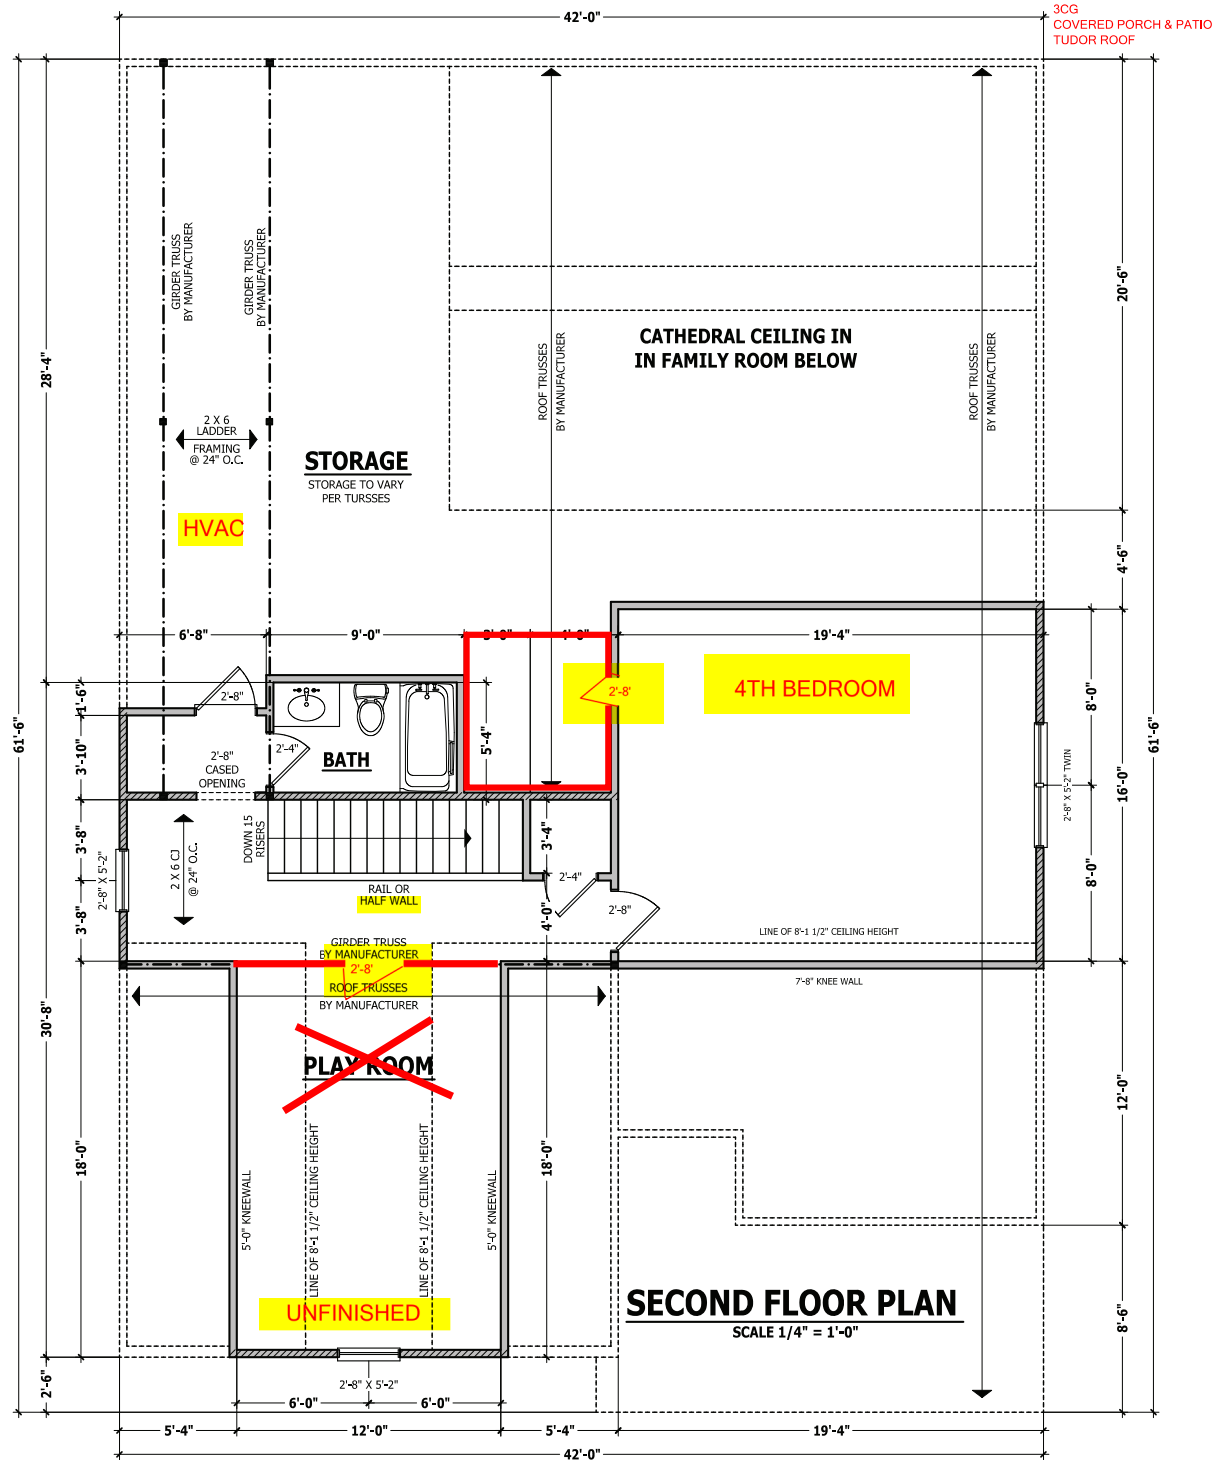 3CG
COVERED PORCH & PATIO
TUDOR ROOF
42'-0"
GIRDER TRUSS
BY MANUFACTURER
GIRDER TRUSS
BY MANUFACTURER
20'-6"
28'-4"
CATHEDRAL CEILING IN
IN FAMILY ROOM BELOW
ROOF TRUSSES
BY MANUFACTURER
ROOF TRUSSES
BY MANUFACTURER
2 X 6
LADDER
FRAMING
@ 24" O.C.
STORAGE
STORAGE TO VARY
PER TURSSES
HVAC
4'-6"
6'-8"
9'-0"
19'-4"
2'-8"
2'-8'
4TH BEDROOM
1'-6"
8'-0"
61'-6"
61'-6"
3'-10"
2'-4"
BATH
5'-4"
2'-8"
CASED
OPENING
2'-8" X 5'-2" TWIN
16'-0"
3'-8"
DOWN 15
RISERS
3'-4"
2'-8" X 5'-2"
2 X 6 CJ
@ 24" O.C.
2'-4"
8'-0"
RAIL OR
HALF WALL
2'-8"
3'-8"
4'-0"
LINE OF 8'-1 1/2" CEILING HEIGHT
GIRDER TRUSS
BY MANUFACTURER
2'-8'
7'-8" KNEE WALL
ROOF TRUSSES
BY MANUFACTURER
30'-8"
PLAY ROOM
12'-0"
18'-0"
18'-0"
5'-0" KNEEWALL
LINE OF 8'-1 1/2" CEILING HEIGHT
LINE OF 8'-1 1/2" CEILING HEIGHT
5'-0" KNEEWALL
UNFINISHED
SECOND FLOOR PLAN
SCALE 1/4" = 1'-0"
8'-6"
2'-6"
2'-8" X 5'-2"
6'-0"
6'-0"
5'-4"
12'-0"
5'-4"
19'-4"
42'-0"